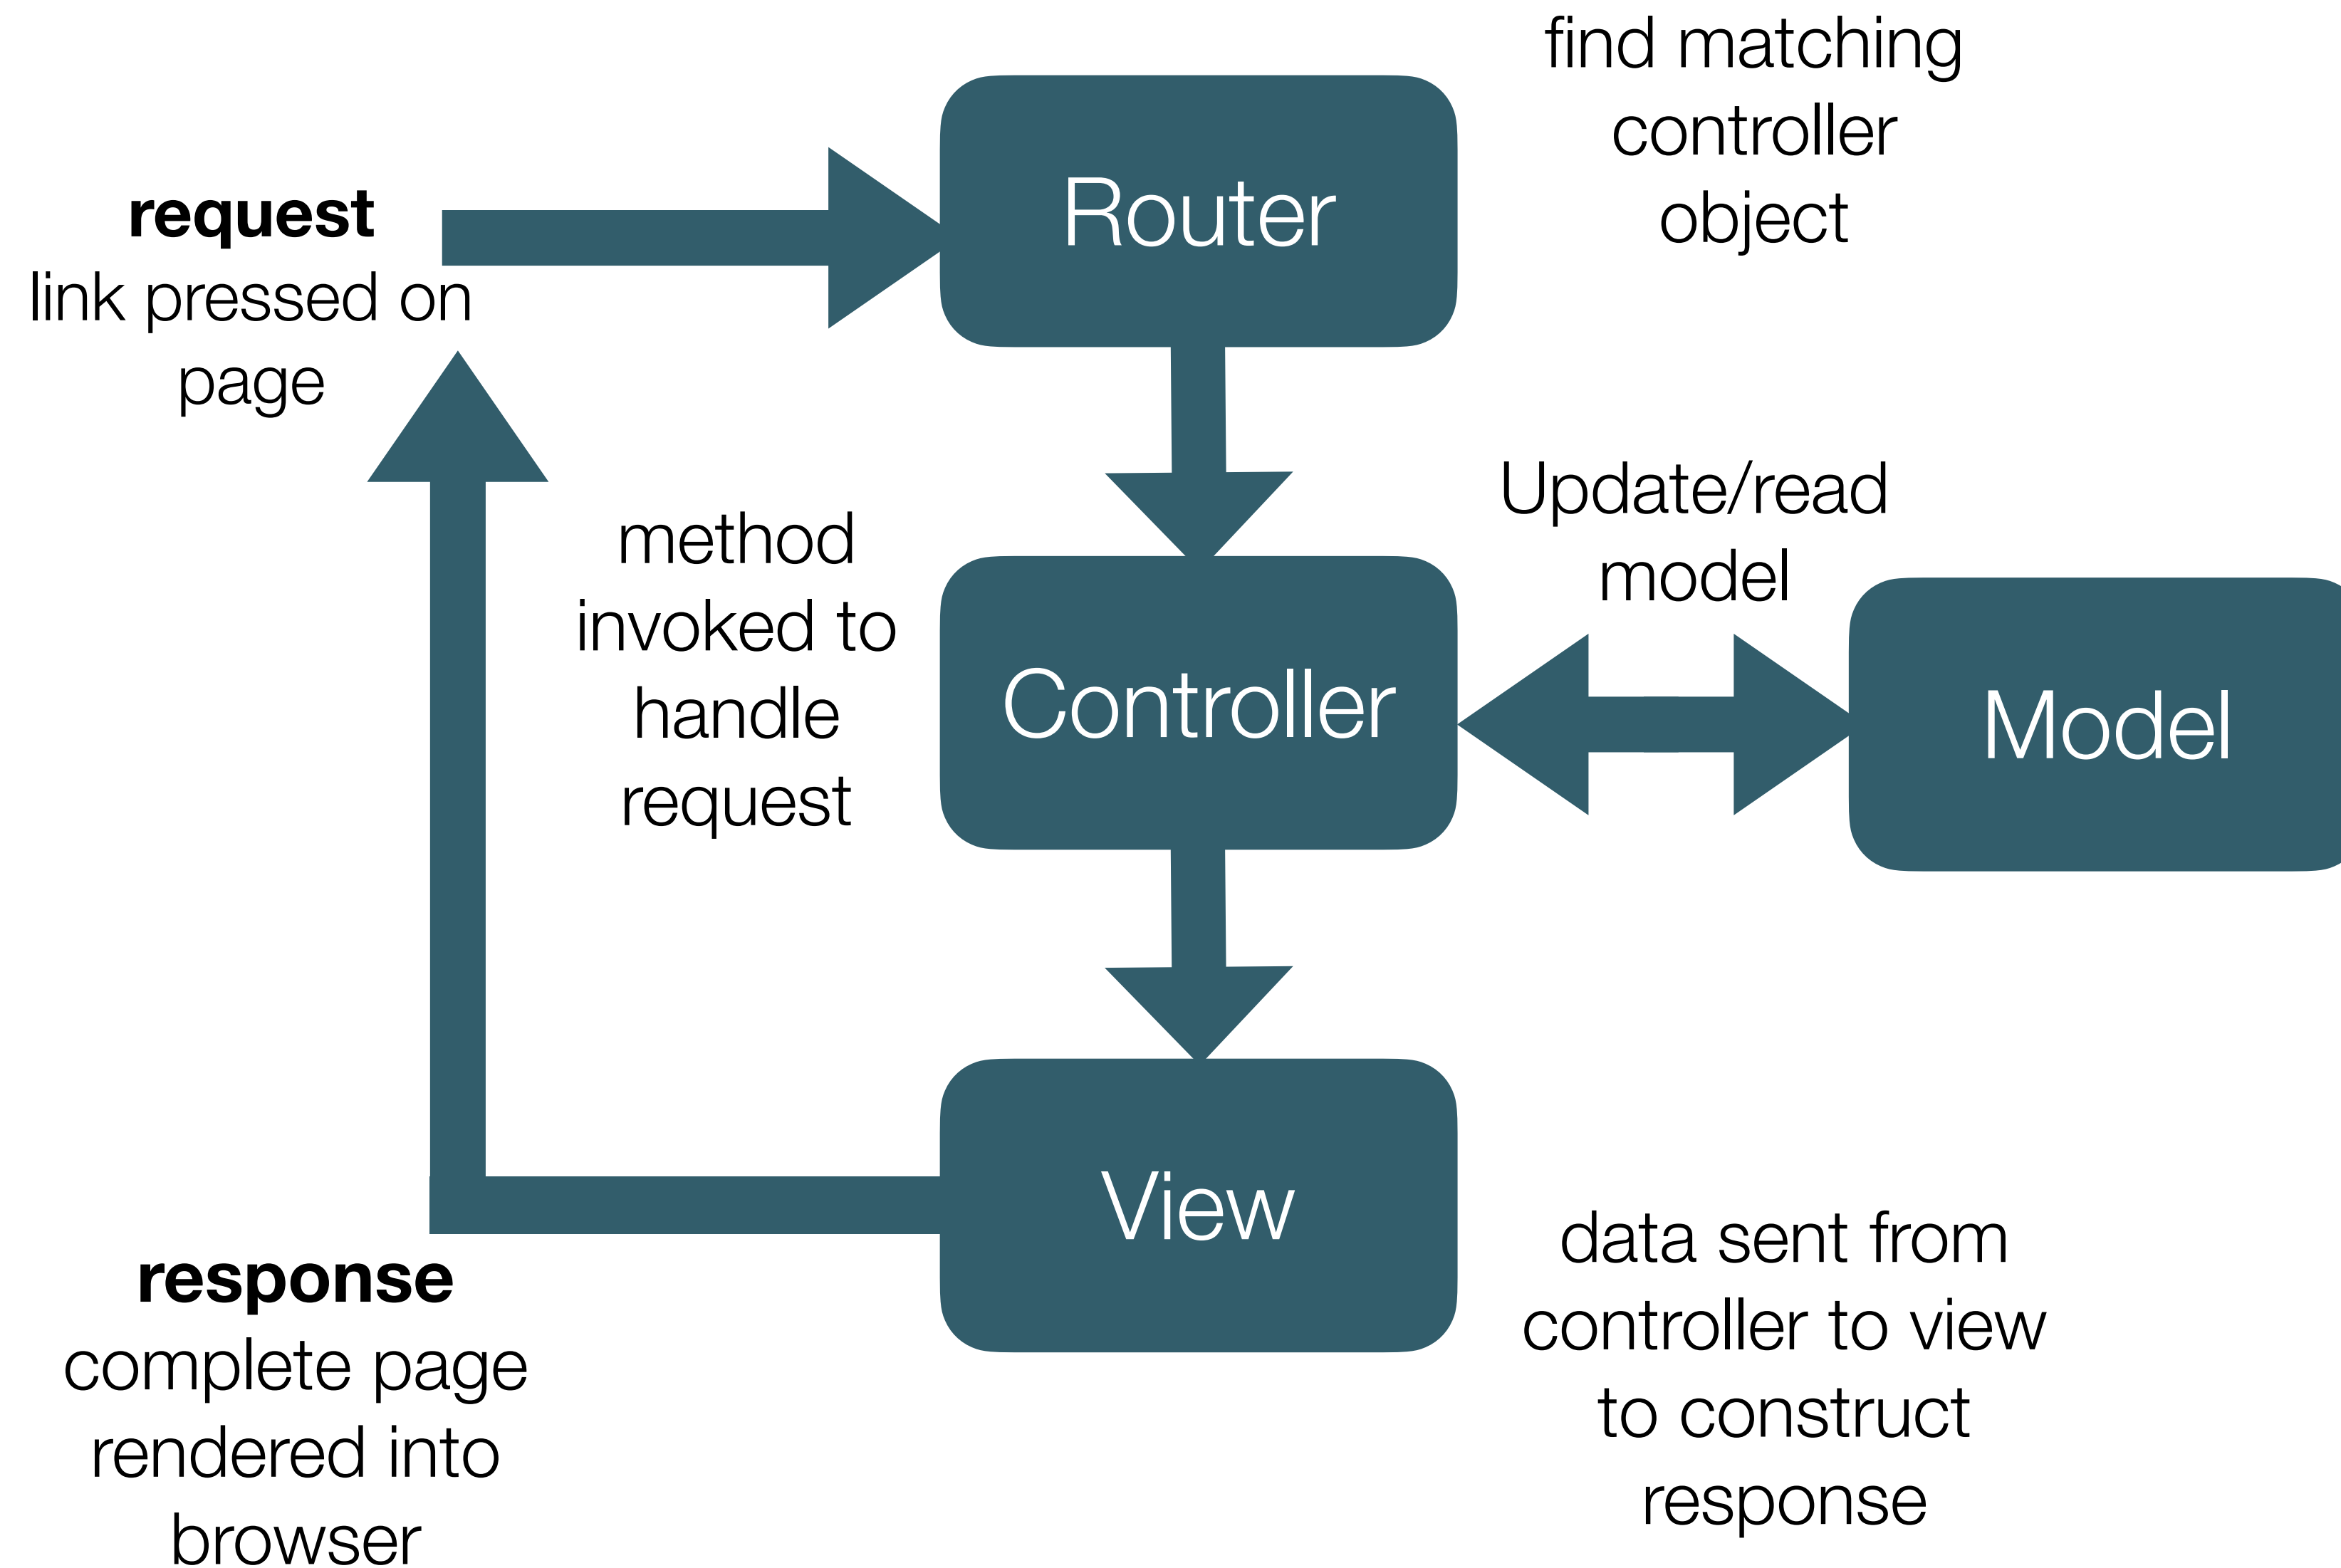 find matching
controller
object
Router
request
link pressed on
page
method
invoked to
handle
request
Update/read
model
Controller
Model
View
response
complete page
rendered into
browser
data sent from
controller to view
to construct
response